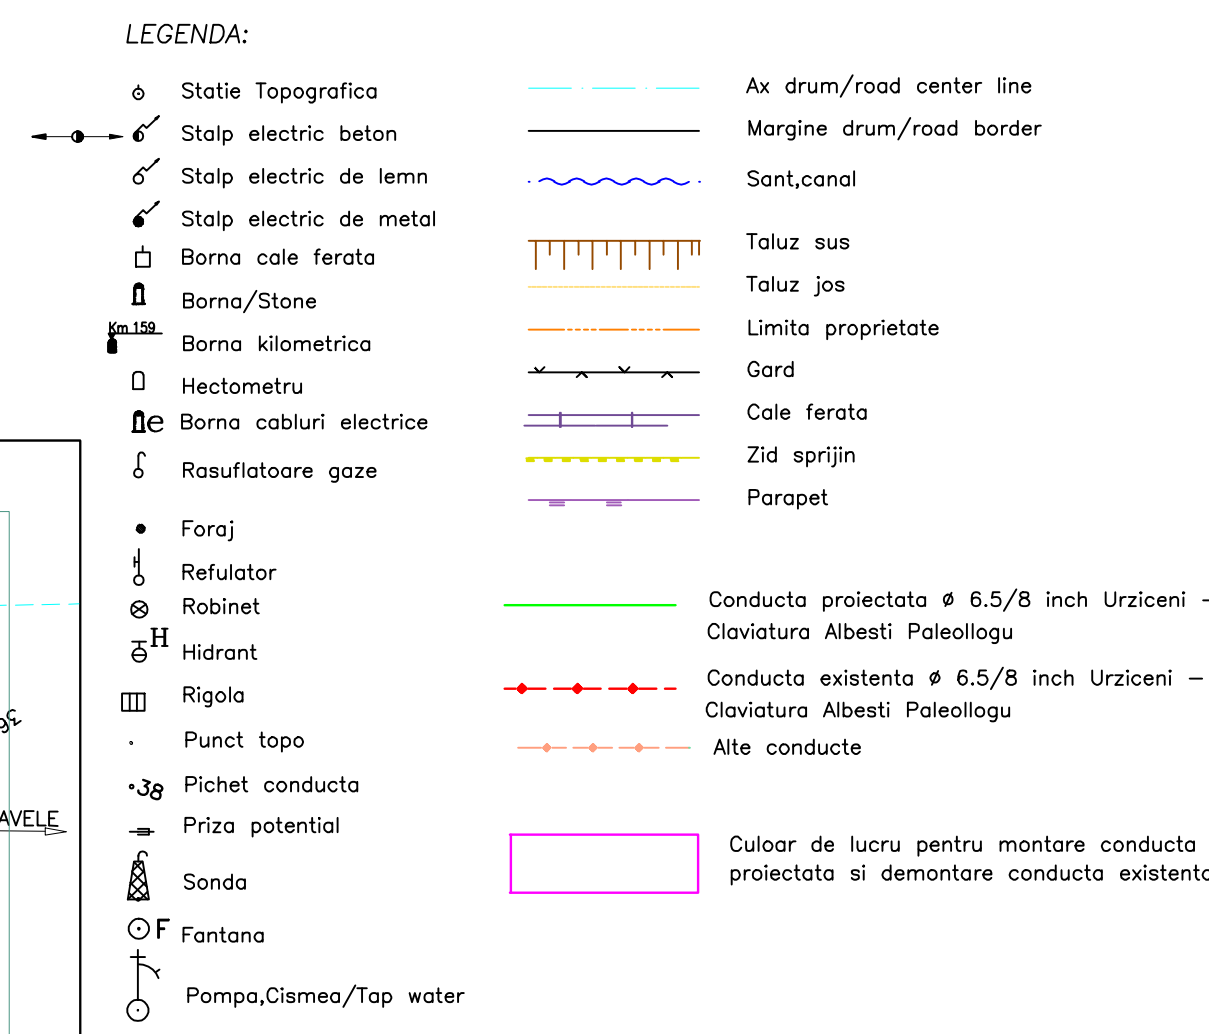 LEGENDA:
Statie Topografica
Stalp electric beton
Stalp electric de lemn
Stalp electric de metal
Borna cale ferata
Borna/Stone
Km 159
Borna kilometrica
Hectometru
e Borna cabluri electrice
Rasuflatoare gaze
Foraj
Refulator
Robinet
H
Hidrant
Rigola
Punct topo
38 Pichet conducta
Priza potential
Sonda
F Fantana
Pompa,Cismea/Tap water
AVELE
Ax drum/road center line
Margine drum/road border
Sant,canal
Taluz sus
Taluz jos
Limita proprietate
Gard
Cale ferata
Zid sprijin
Parapet
Conducta proiectata ø 6.5/8 inch Urziceni -
Claviatura Albesti Paleollogu
Conducta existenta ø 6.5/8 inch Urziceni –
Claviatura Albesti Paleollogu
Alte conducte
Culoar de lucru pentru montare conducta
proiectata si demontare conducta existenta